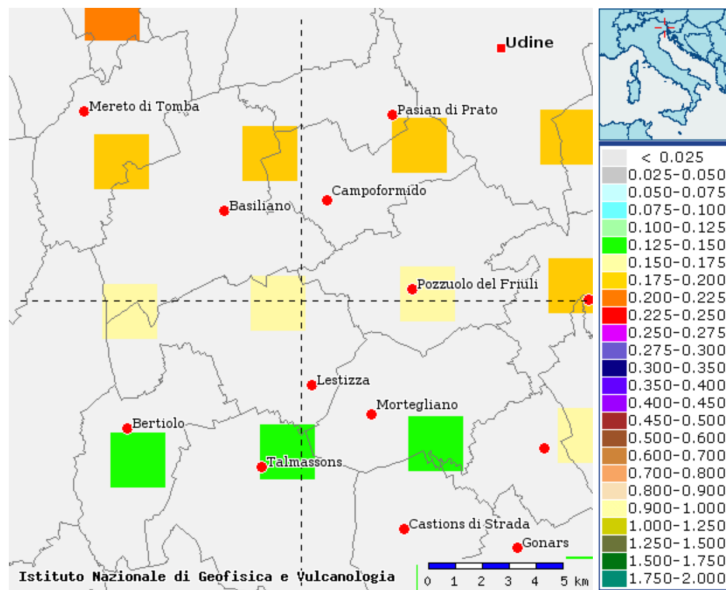 Udine
Mereto di Tomba
Pasian di Prato
Campoformido
Basiliano
Pozzuolo del Friuli
Lestizza
Mortegliano
Bertiolo
Talmassons
Castions di Strada
Gonars
Istituto Nazionale di Geofisica e Vulcanologia
0 1 2 3 4 5 km
< 0.025
0.025-0.050
0.050-0.075
0.075-0.100
0.100-0.125
0.125-0.150
0.150-0.175
0.175-0.200
0.200-0.225
0.225-0.250
0.250-0.275
0.275-0.300
0.300-0.350
0.350-0.400
0.400-0.450
0.450-0.500
0.500-0.600
0.600-0.700
0.700-0.800
0.800-0.900
0.900-1.000
1.000-1.250
1.250-1.500
1.500-1.750
1.750-2.000